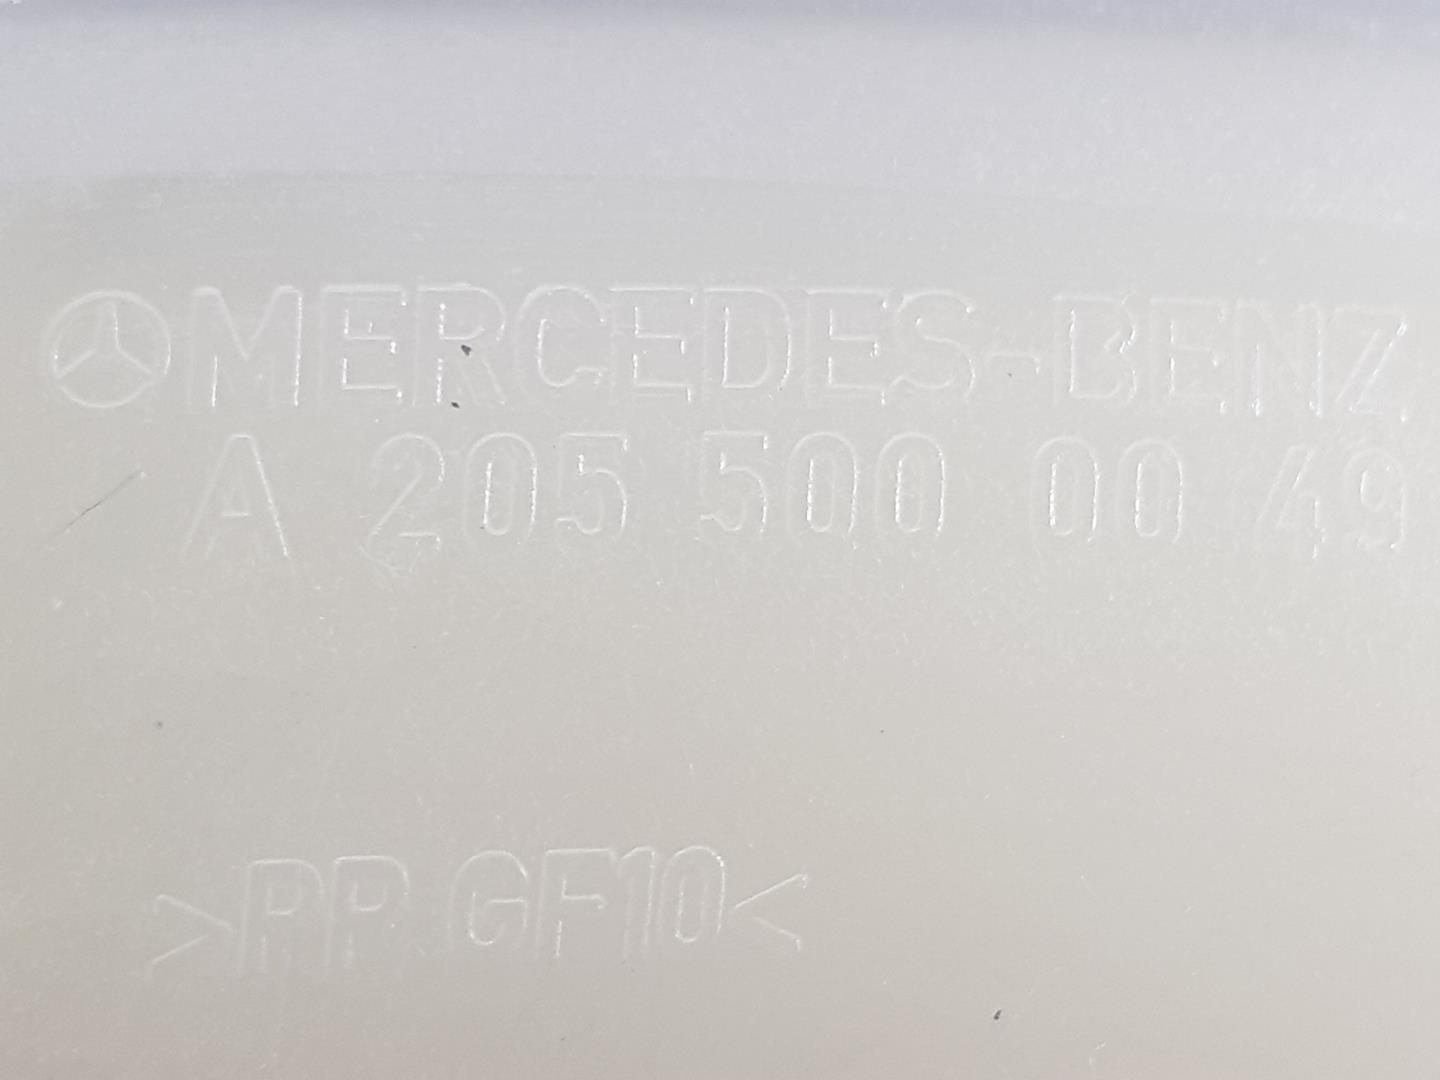 MERCEDES-BENZ
A 205 500 00 49
>PP GF10<